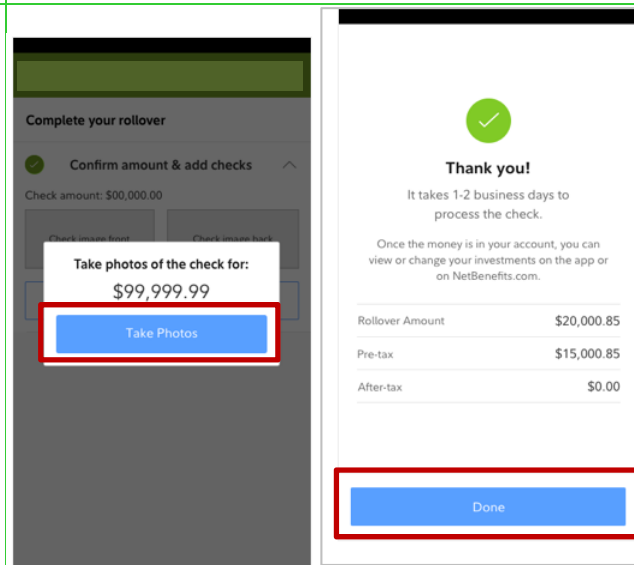 Complete your rollover
Confirm amount & add checks
Check amount: $00,000.00
Check image front Check image back
Take photos of the check for:
$99,999.99
Take Photos
Thank you!
It takes 1-2 business days to
process the check.
Once the money is in your account, you can
view or change your investments on the app or
on NetBenefits.com.
Rollover Amount $20,000.85
Pre-tax $15,000.85
After-tax $0.00
Done